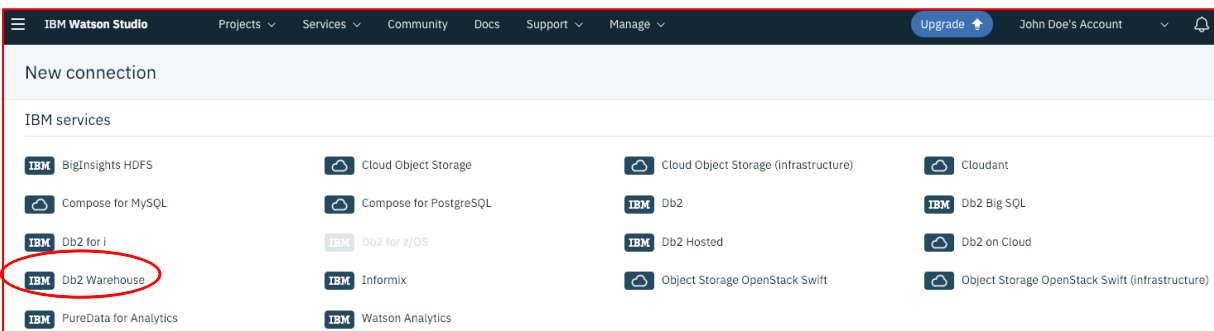 IBM Watson Studio Projects Services Community Docs Support Manage Upgrade John Doe's Account
New connection
IBM services
IBM BigInsights HDFS Cloud Object Storage Cloud Object Storage (infrastructure) Cloudant
Compose for MySQL Compose for PostgreSQL IBM Db2 IBM Db2 Big SQL
IBM Db2 for i IBM Db2 for z/OS IBM Db2 Hosted Db2 on Cloud
IBM Db2 Warehouse IBM Informix Object Storage OpenStack Swift Object Storage OpenStack Swift (infrastructure)
IBM PureData for Analytics IBM Watson Analytics